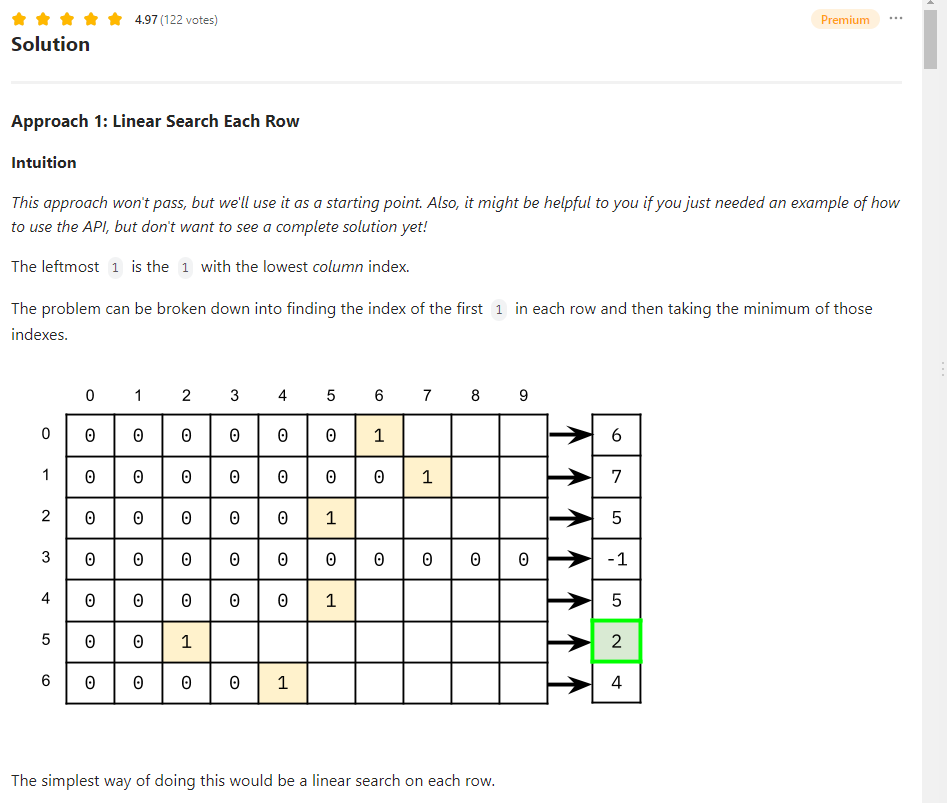 4.97 (122 votes)
Premium
Solution
Approach 1: Linear Search Each Row
Intuition
This approach won't pass, but we'll use it as a starting point. Also, it might be helpful to you if you just needed an example of how
to use the API, but don't want to see a complete solution yet!
The leftmost 1 is the 1 with the lowest column index.
The problem can be broken down into finding the index of the first 1 in each row and then taking the minimum of those
indexes.
0 1 2 3 4 5 6 7 8 9
0 0 0 0 0 0 0 1 6
1 0 0 0 0 0 0 0 1 7
2 0 0 0 0 0 1 5
3 0 0 0 0 0 0 0 0 0 0 -1
4 0 0 0 0 0 1 5
5 0 0 1 2
6 0 0 0 0 1 4
The simplest way of doing this would be a linear search on each row.